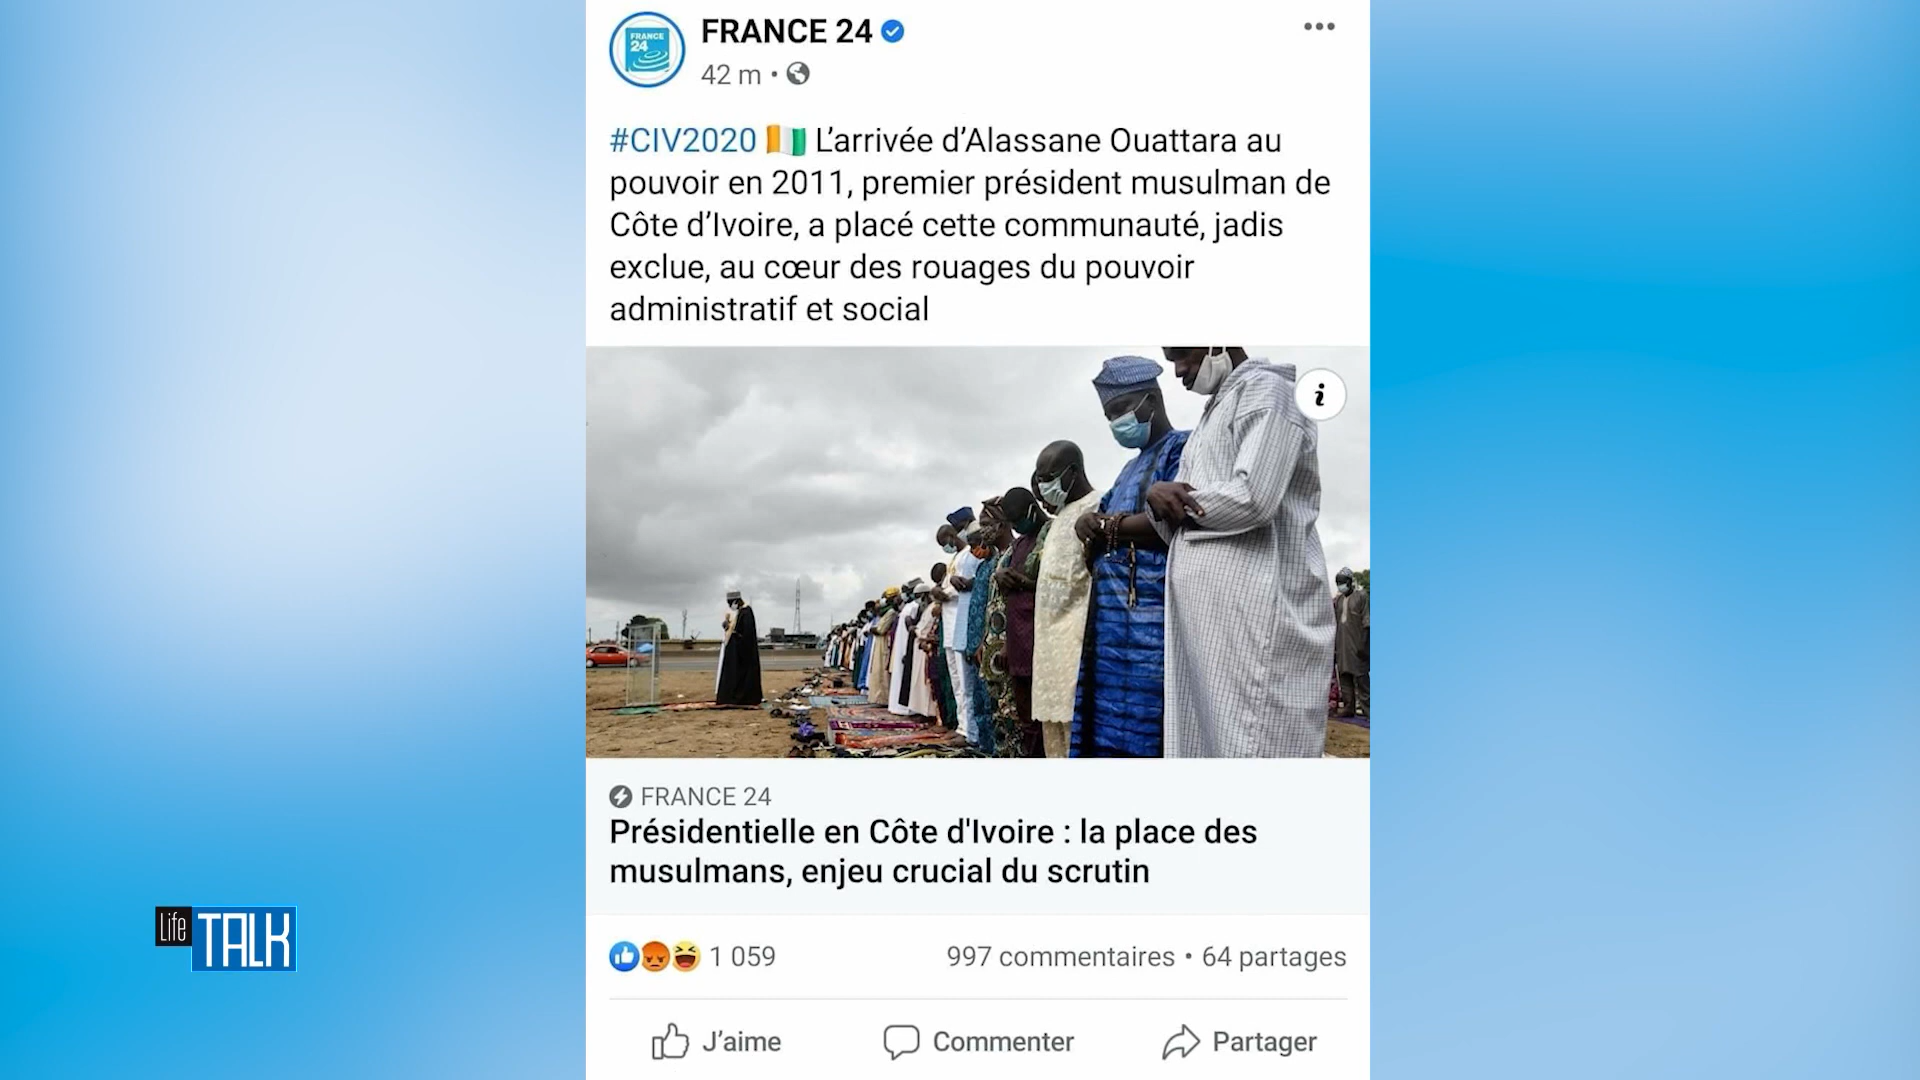 FRANCE 24
FRANCE
24
42 m •
#CIV2020 🇨🇮 L’arrivée d’Alassane Ouattara au
pouvoir en 2011, premier président musulman de
Côte d’Ivoire, a placé cette communauté, jadis
exclue, au cœur des rouages du pouvoir
administratif et social
i
FRANCE 24
Présidentielle en Côte d'Ivoire : la place des
musulmans, enjeu crucial du scrutin
1 059
997 commentaires • 64 partages
J’aime
Commenter
Partager
Life
TALK